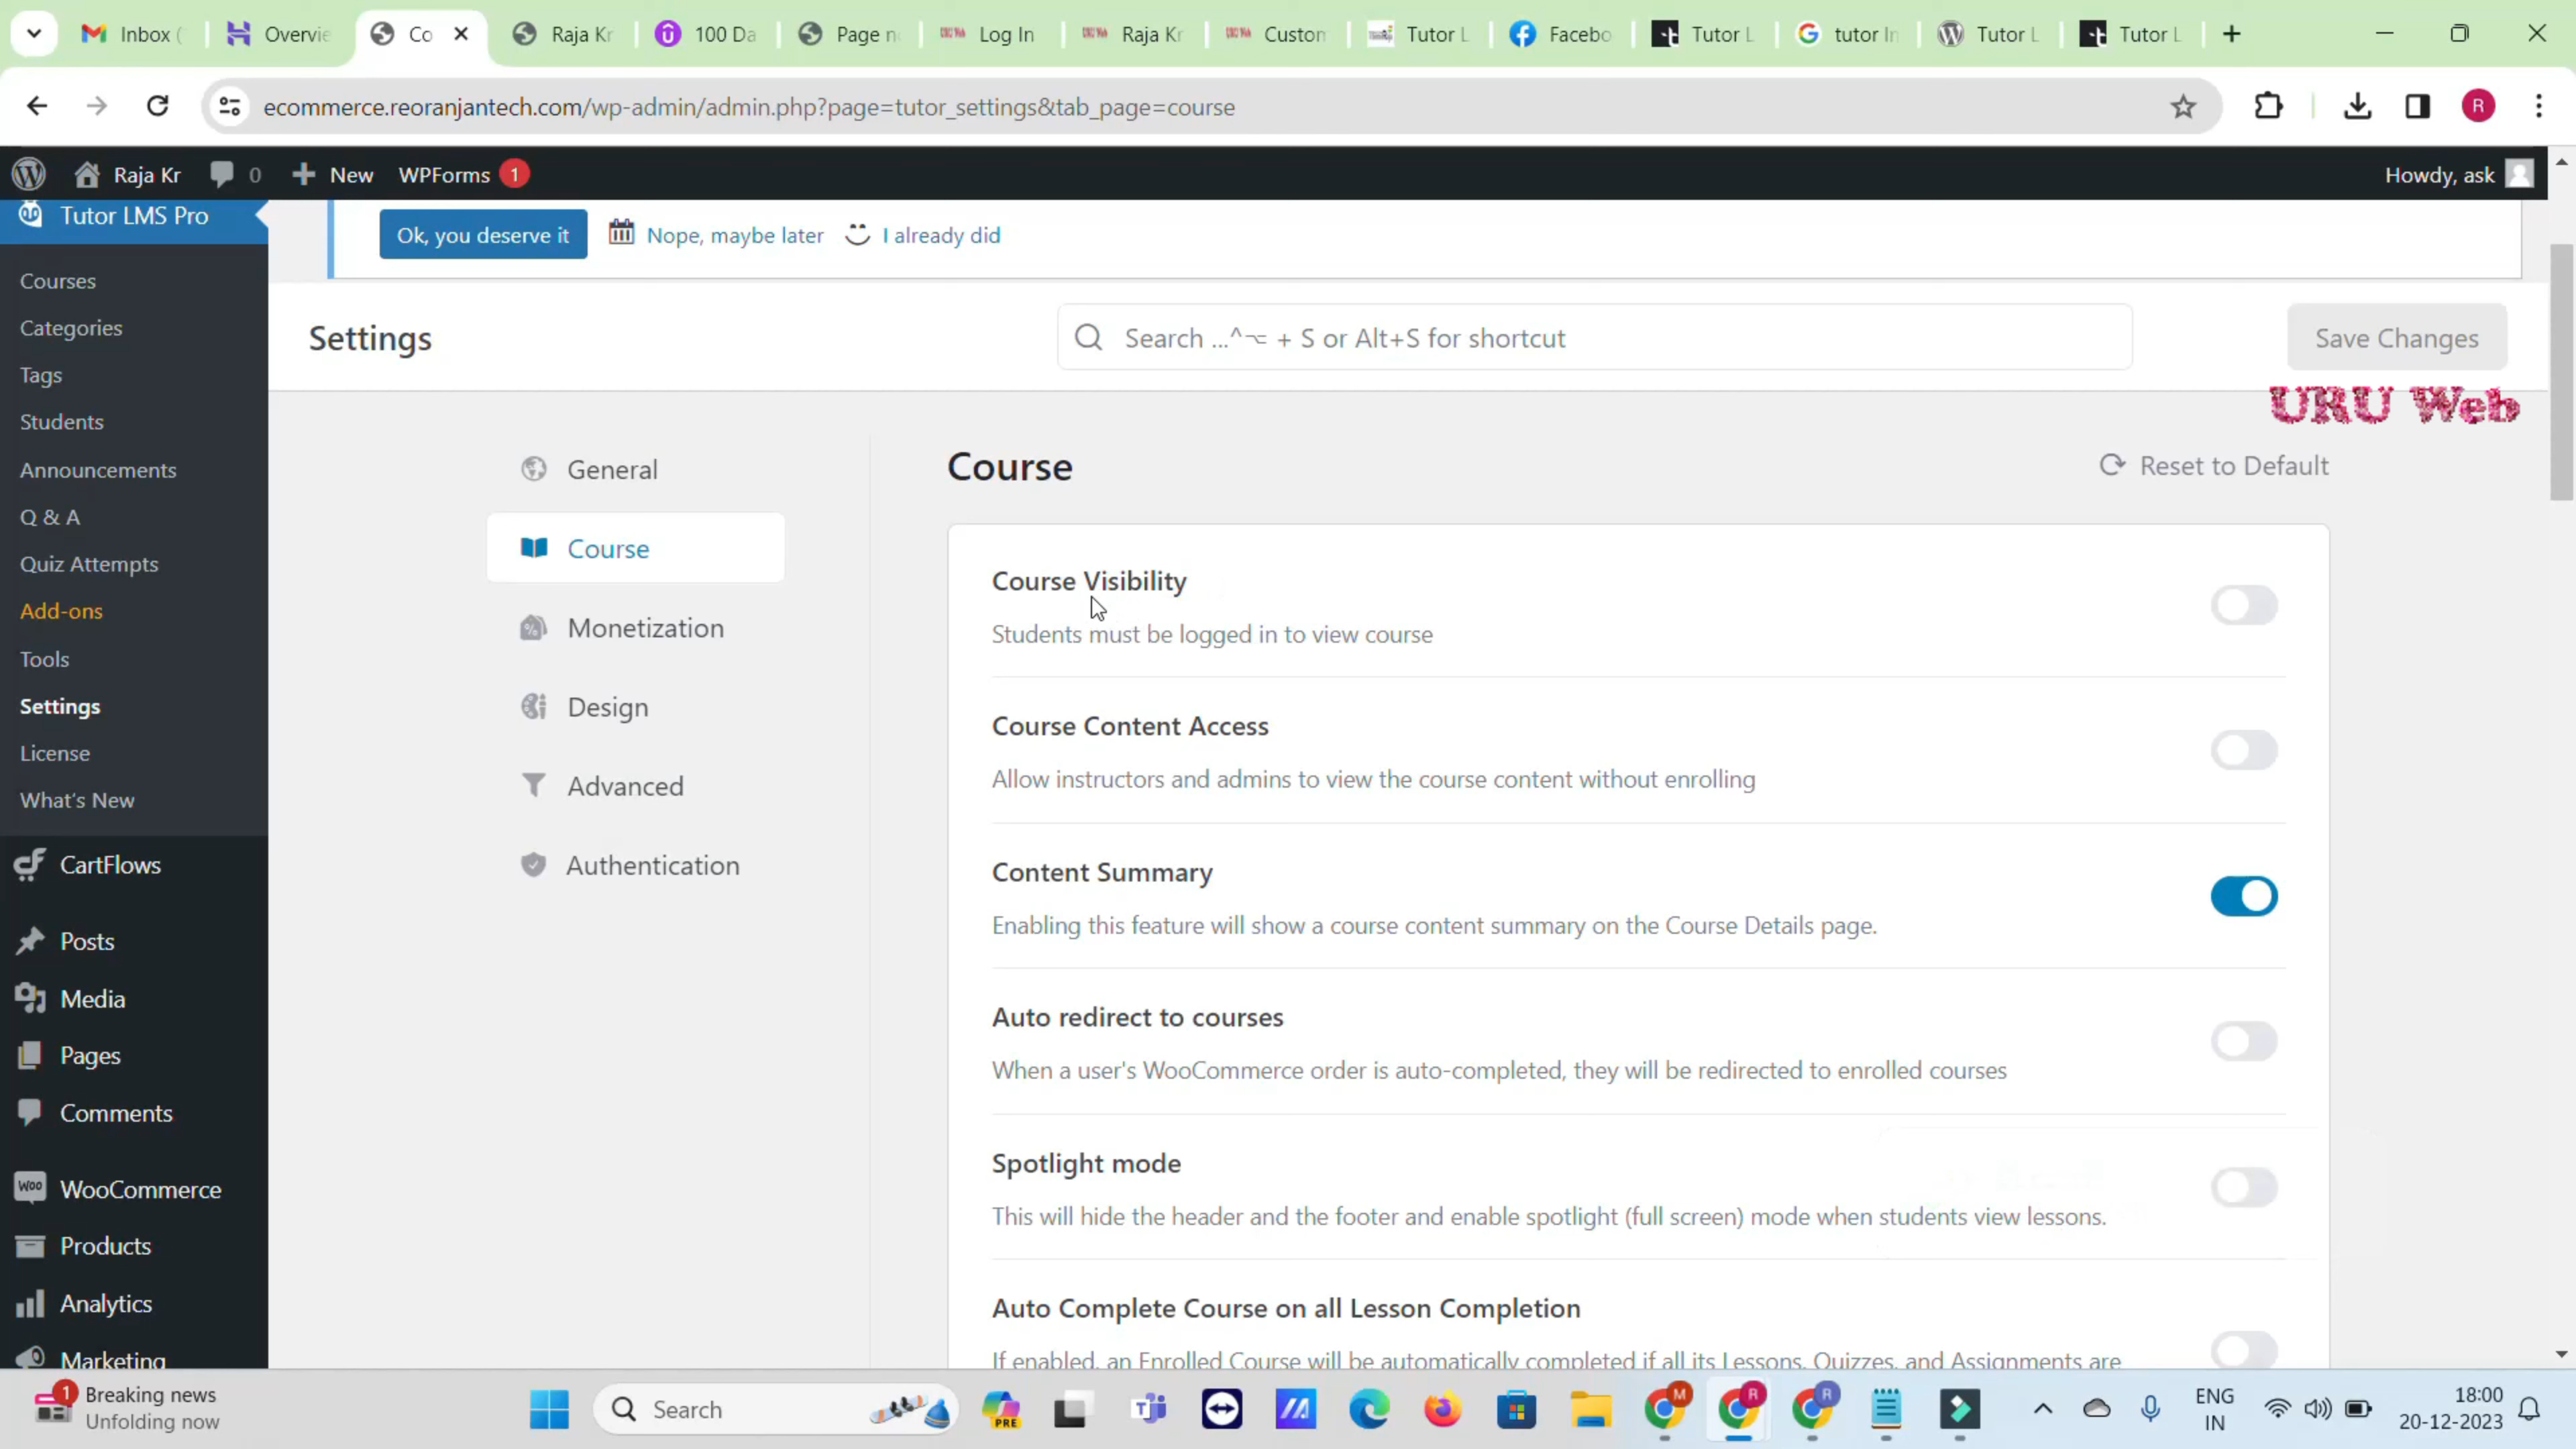 Inbox (
Overvie
Co
Raja Kr
100 Da
Page n
Log In
Raja Kr
Custom
Tutor L
Facebo
Tutor L
tutor In
Tutor L
Tutor L
ecommerce.reoranjantech.com/wp-admin/admin.php?page=tutor_settings&tab_page=course
R
Raja Kr
0
New
WPForms 1
Howdy, ask
Tutor LMS Pro
Ok, you deserve it
Nope, maybe later
I already did
Courses
Categories
Tags
Students
Announcements
Q & A
Quiz Attempts
Add-ons
Tools
Settings
License
What's New
CartFlows
Posts
Media
Pages
Comments
WooCommerce
Products
Analytics
Marketing
Settings
Search ...^⌥ + S or Alt+S for shortcut
Save Changes
URU Web
General
Course
Monetization
Design
Advanced
Authentication
Course
Reset to Default
Course Visibility
Students must be logged in to view course
Course Content Access
Allow instructors and admins to view the course content without enrolling
Content Summary
Enabling this feature will show a course content summary on the Course Details page.
Auto redirect to courses
When a user's WooCommerce order is auto-completed, they will be redirected to enrolled courses
Spotlight mode
This will hide the header and the footer and enable spotlight (full screen) mode when students view lessons.
Auto Complete Course on all Lesson Completion
If enabled, an Enrolled Course will be automatically completed if all its Lessons, Quizzes, and Assignments are
1
Breaking news
Unfolding now
Search
PRE
M
R
R
ENG
IN
18:00
20-12-2023